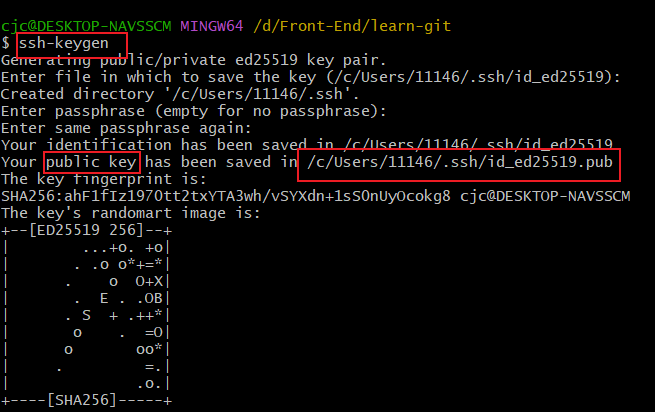 cjc@DESKTOP-NAVSSCM MINGW64 /d/Front-End/learn-git
$ ssh-keygen
Generating public/private ed25519 key pair.
Enter file in which to save the key (/c/Users/11146/.ssh/id_ed25519):
Created directory '/c/Users/11146/.ssh'.
Enter passphrase (empty for no passphrase):
Enter same passphrase again:
Your identification has been saved in /c/Users/11146/.ssh/id_ed25519
Your public key has been saved in /c/Users/11146/.ssh/id_ed25519.pub
The key fingerprint is:
SHA256:ahF1fIz197Ott2txYTA3wh/vSYXdn+1sS0nUyOcokg8 cjc@DESKTOP-NAVSSCM
The key's randomart image is:
+--[ED25519 256]--+
|        ...+o. +o|
|       . .o o*+=*|
|      .    o  O+X|
|       .  E . .OB|
|      . S  + .++*|
|       o    .  =O|
|      o       oo*|
|     .         =.|
|              .o.|
+----[SHA256]-----+